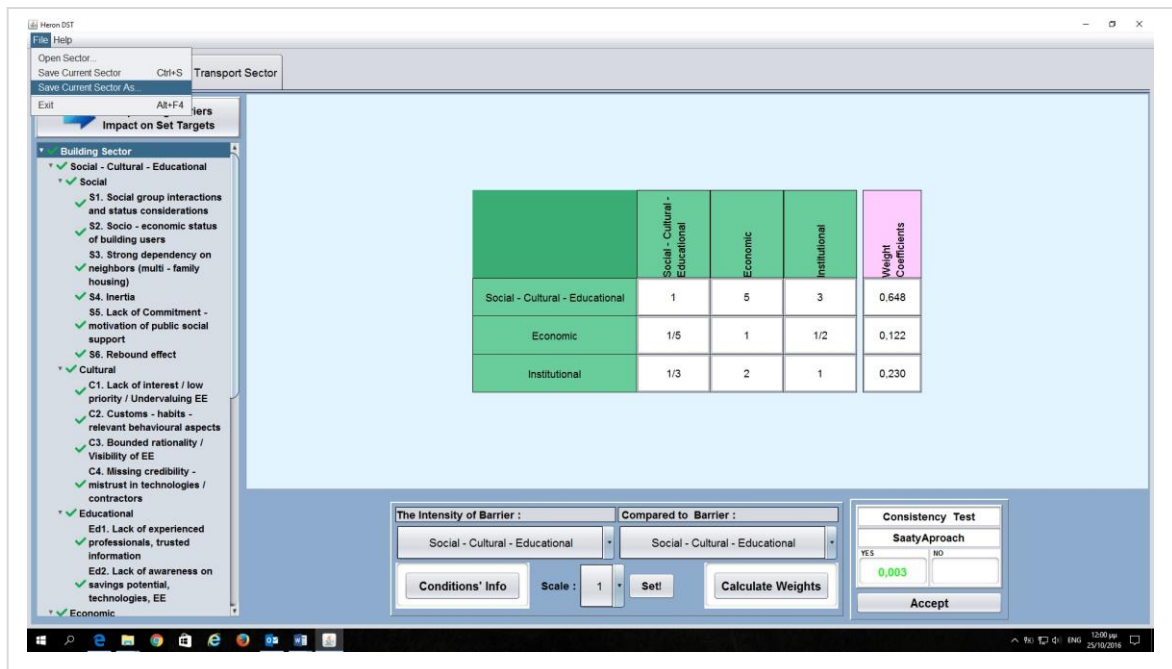 Heron DST
File Help
Open Sector...
Save Current Sector Ctrl+S
Save Current Sector As...
Exit Alt+F4
Transport Sector
Impact on Set Targets
Building Sector
Social - Cultural - Educational
Social
S1. Social group interactions
and status considerations
S2. Socio - economic status
of building users
S3. Strong dependency on
neighbors (multi - family
housing)
S4. Inertia
S5. Lack of Commitment -
motivation of public social
support
S6. Rebound effect
Cultural
C1. Lack of interest / low
priority / Undervaluing EE
C2. Customs - habits -
relevant behavioural aspects
C3. Bounded rationality /
Visibility of EE
C4. Missing credibility -
mistrust in technologies /
contractors
Educational
Ed1. Lack of experienced
professionals, trusted
information
Ed2. Lack of awareness on
savings potential,
technologies, EE
Economic
Social - Cultural -
Educational
Economic
Institutional
Weight
Coefficients
Social - Cultural - Educational 1 5 3 0,648
Economic 1/5 1 1/2 0,122
Institutional 1/3 2 1 0,230
The Intensity of Barrier : Compared to Barrier :
Social - Cultural - Educational Social - Cultural - Educational
Conditions' Info Scale : 1 Set! Calculate Weights
Consistency Test
SaatyAproach
YES NO
0,003
Accept
ENG
12:00 μμ
25/10/2016